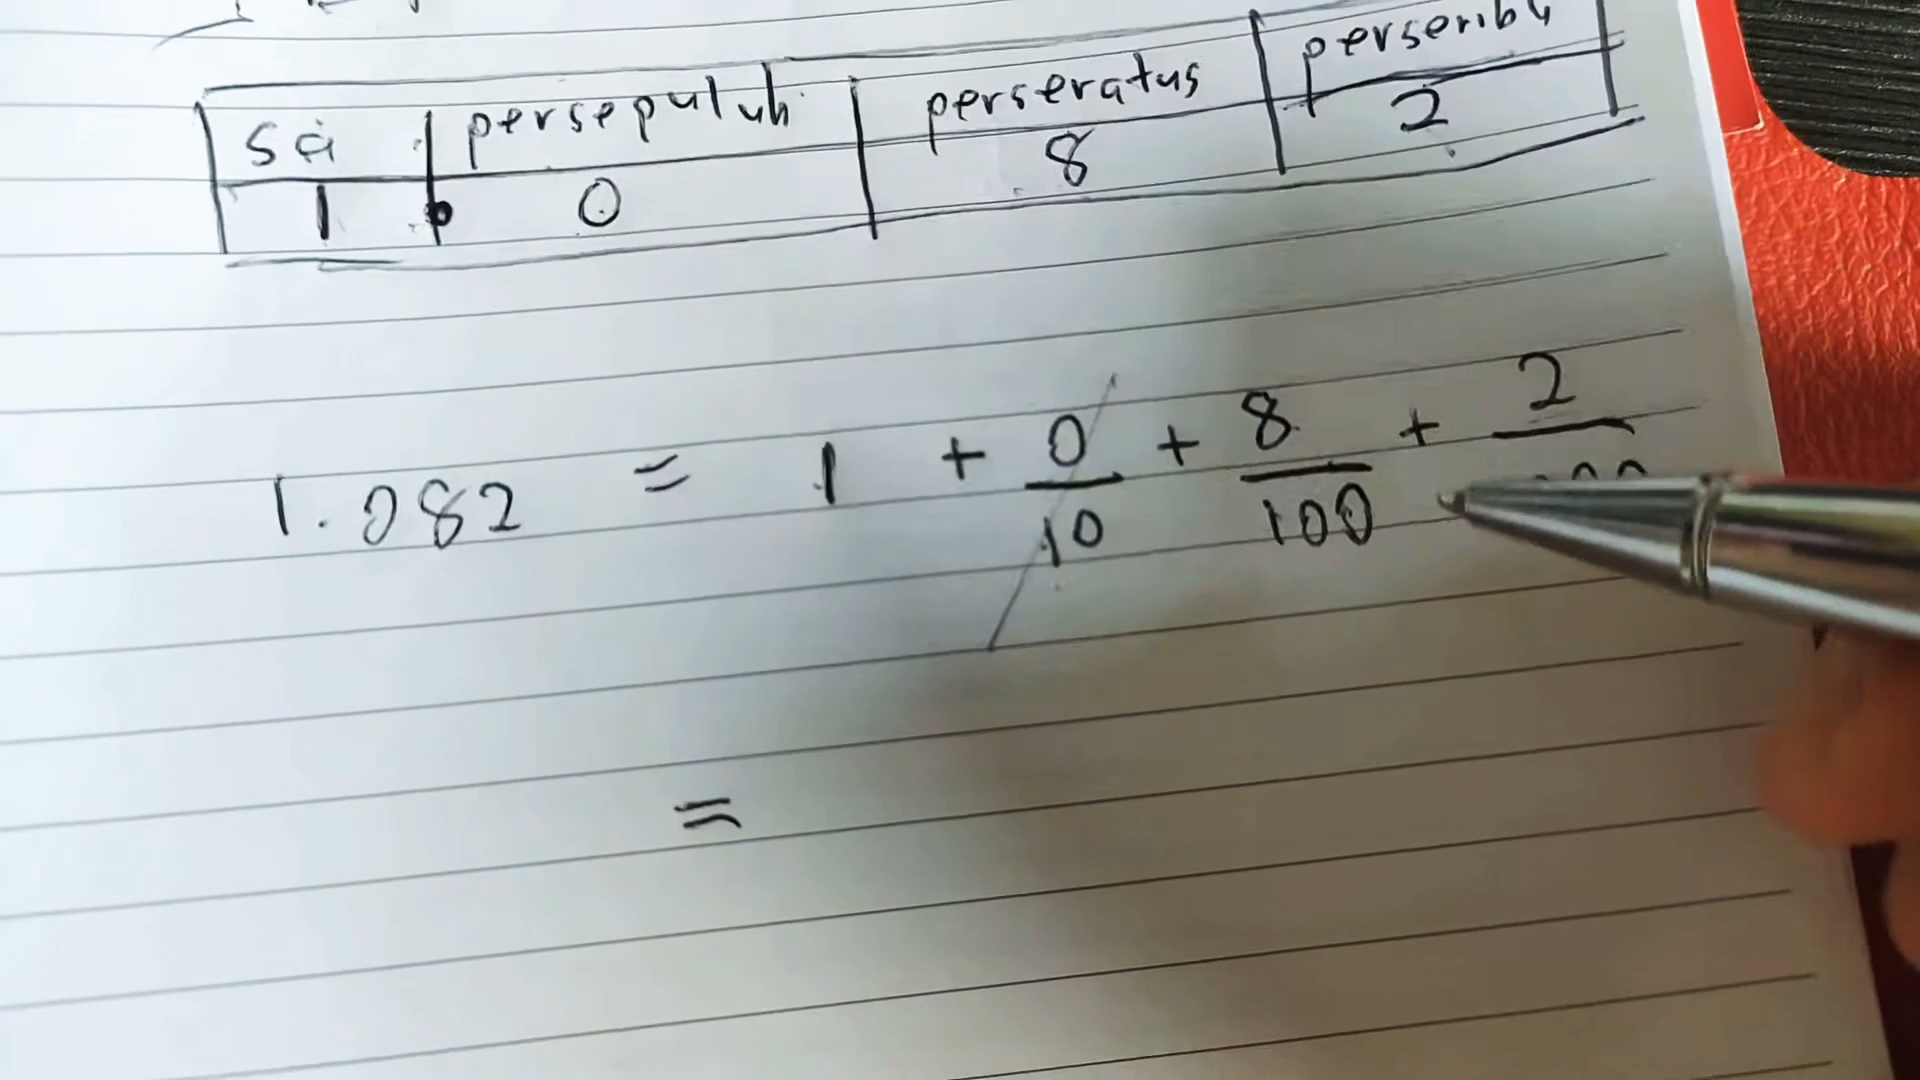 sa persepuluh perseratus perseribu
1 . 0 8 2
1.082 = 1 + 0/10 + 8/100 + 2/
=